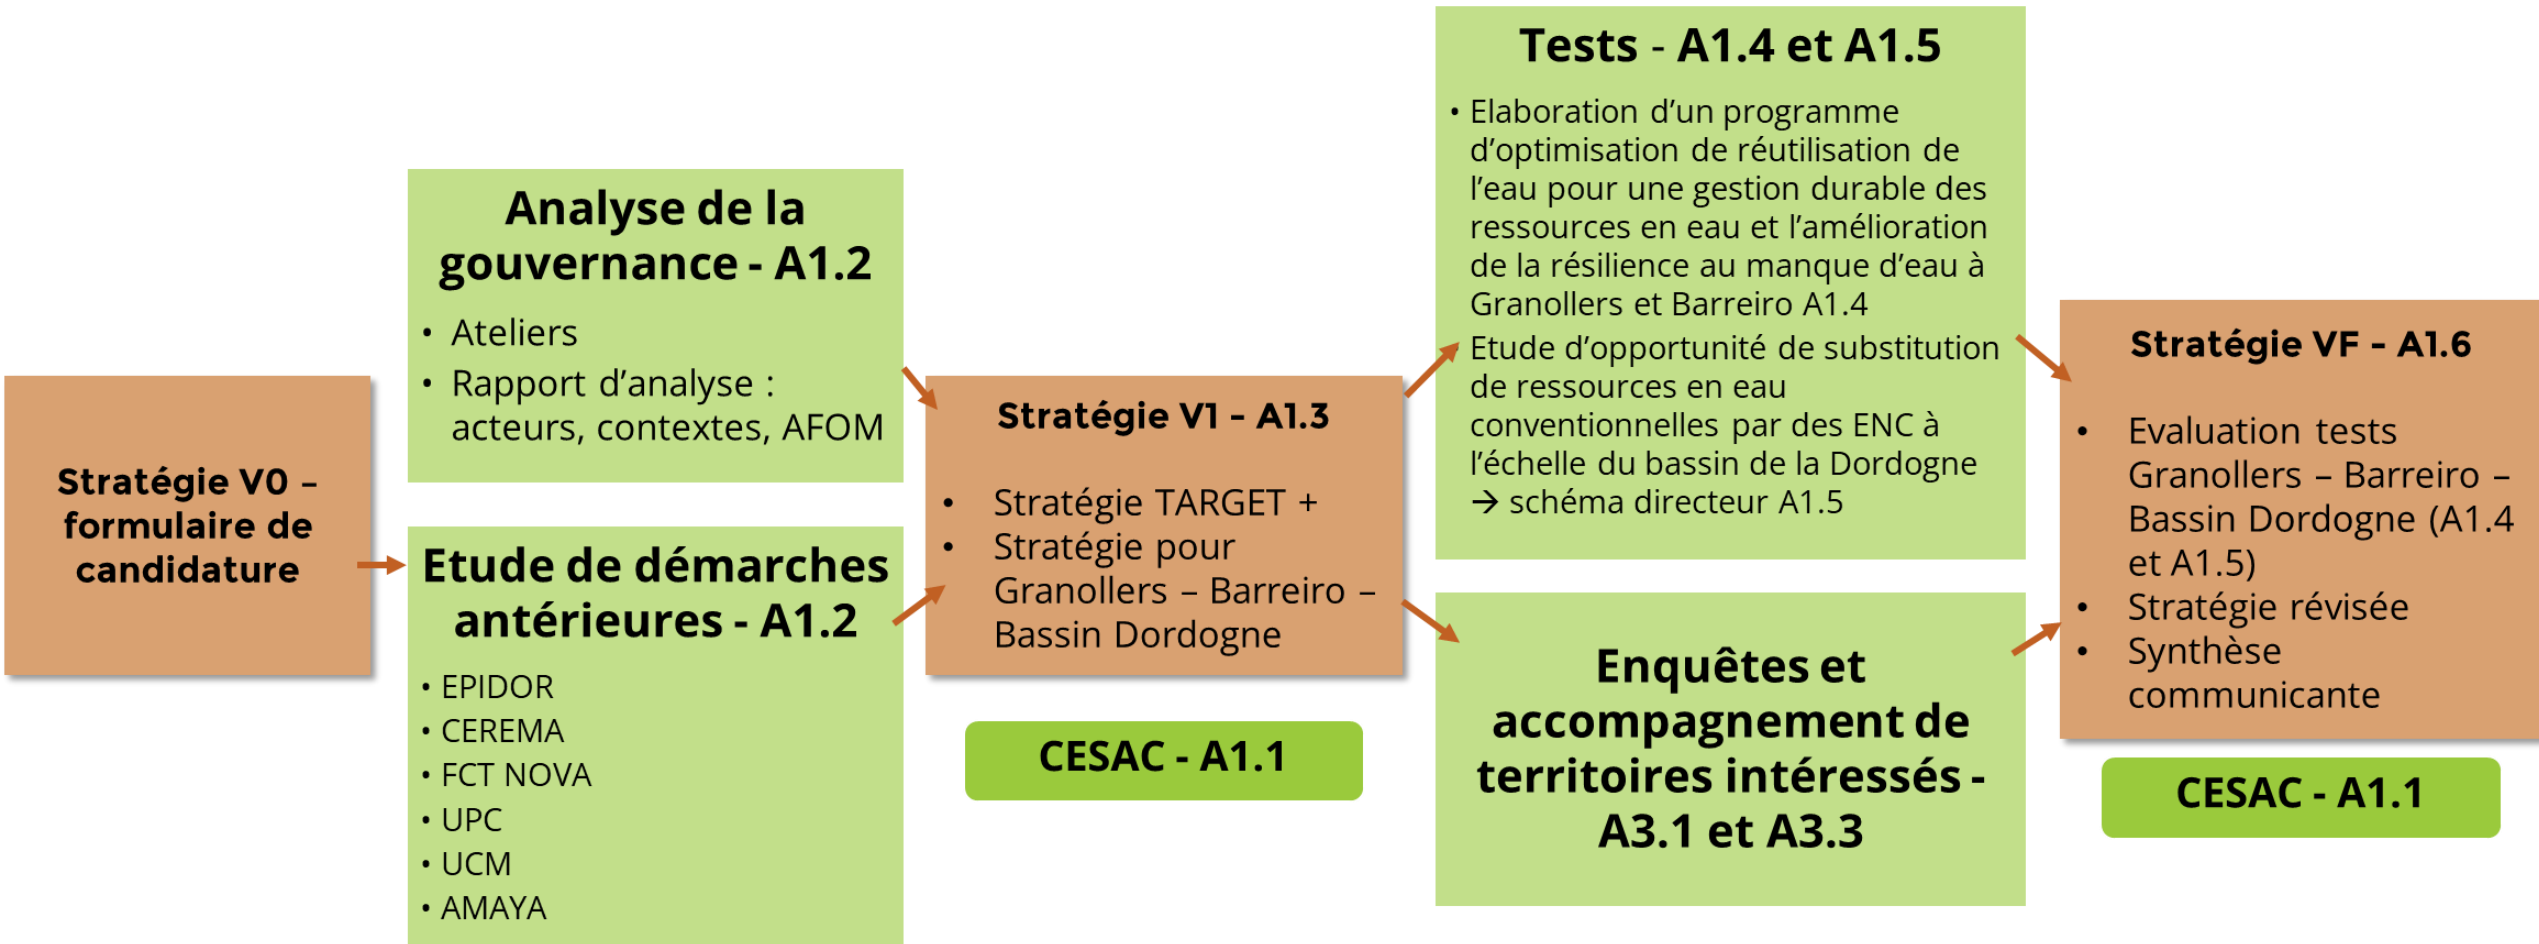 Stratégie V0 –
formulaire de
candidature
Analyse de la
gouvernance - A1.2
• Ateliers
• Rapport d’analyse :
acteurs, contextes, AFOM
Etude de démarches
antérieures - A1.2
• EPIDOR
• CEREMA
• FCT NOVA
• UPC
• UCM
• AMAYA
Stratégie V1 - A1.3
• Stratégie TARGET +
• Stratégie pour
Granollers – Barreiro –
Bassin Dordogne
CESAC - A1.1
Tests - A1.4 et A1.5
• Elaboration d’un programme
d’optimisation de réutilisation de
l’eau pour une gestion durable des
ressources en eau et l’amélioration
de la résilience au manque d’eau à
Granollers et Barreiro A1.4
• Etude d’opportunité de substitution
de ressources en eau
conventionnelles par des ENC à
l’échelle du bassin de la Dordogne
→ schéma directeur A1.5
Enquêtes et
accompagnement de
territoires intéressés -
A3.1 et A3.3
Stratégie VF - A1.6
• Evaluation tests
Granollers – Barreiro –
Bassin Dordogne (A1.4
et A1.5)
• Stratégie révisée
• Synthèse
communicante
CESAC - A1.1